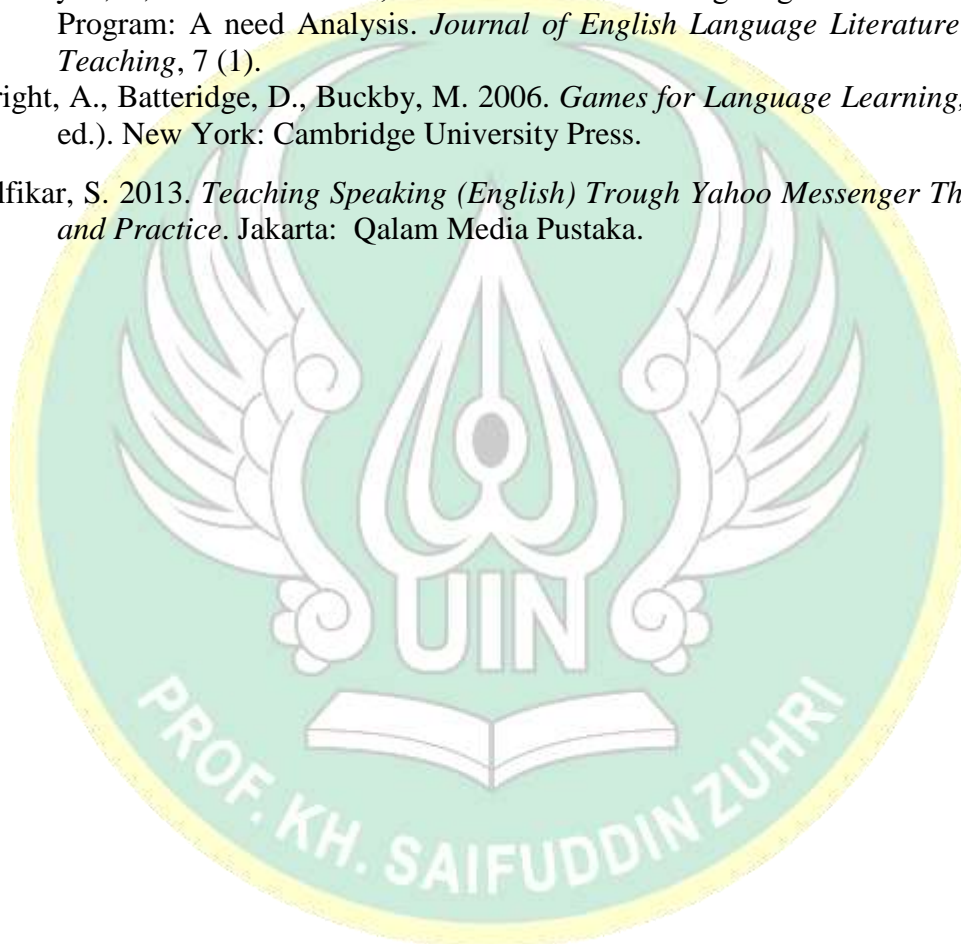 Program: A need Analysis. Journal of English Language Literature
Teaching, 7 (1).
right, A., Batteridge, D., Buckby, M. 2006. Games for Language Learning,
ed.). New York: Cambridge University Press.
lfikar, S. 2013. Teaching Speaking (English) Trough Yahoo Messenger Th
and Practice. Jakarta: Qalam Media Pustaka.
UIN
PROF. KH. SAIFUDDIN ZUHRI